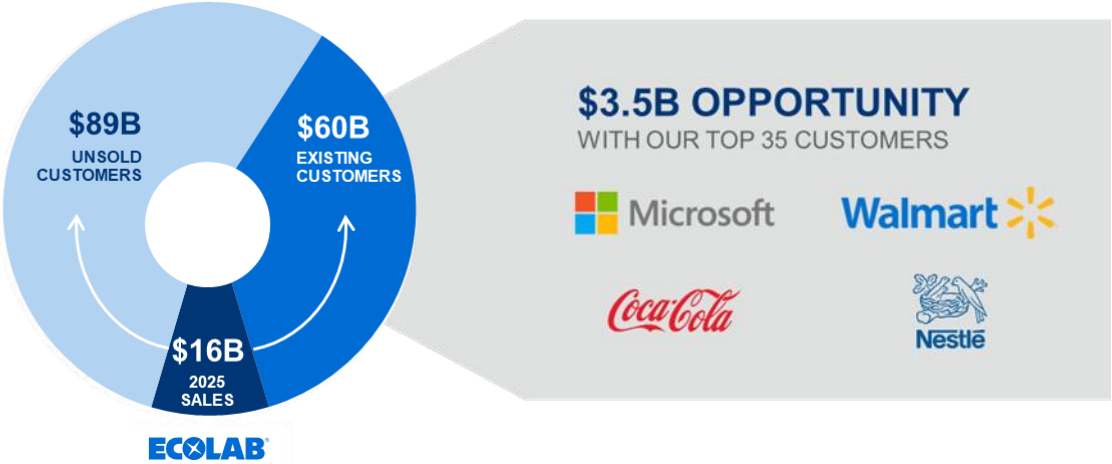 $89B
UNSOLD
CUSTOMERS
$60B
EXISTING
CUSTOMERS
$16B
2025
SALES
ECOLAB®
$3.5B OPPORTUNITY
WITH OUR TOP 35 CUSTOMERS
Microsoft
Walmart
Coca-Cola
Nestlé